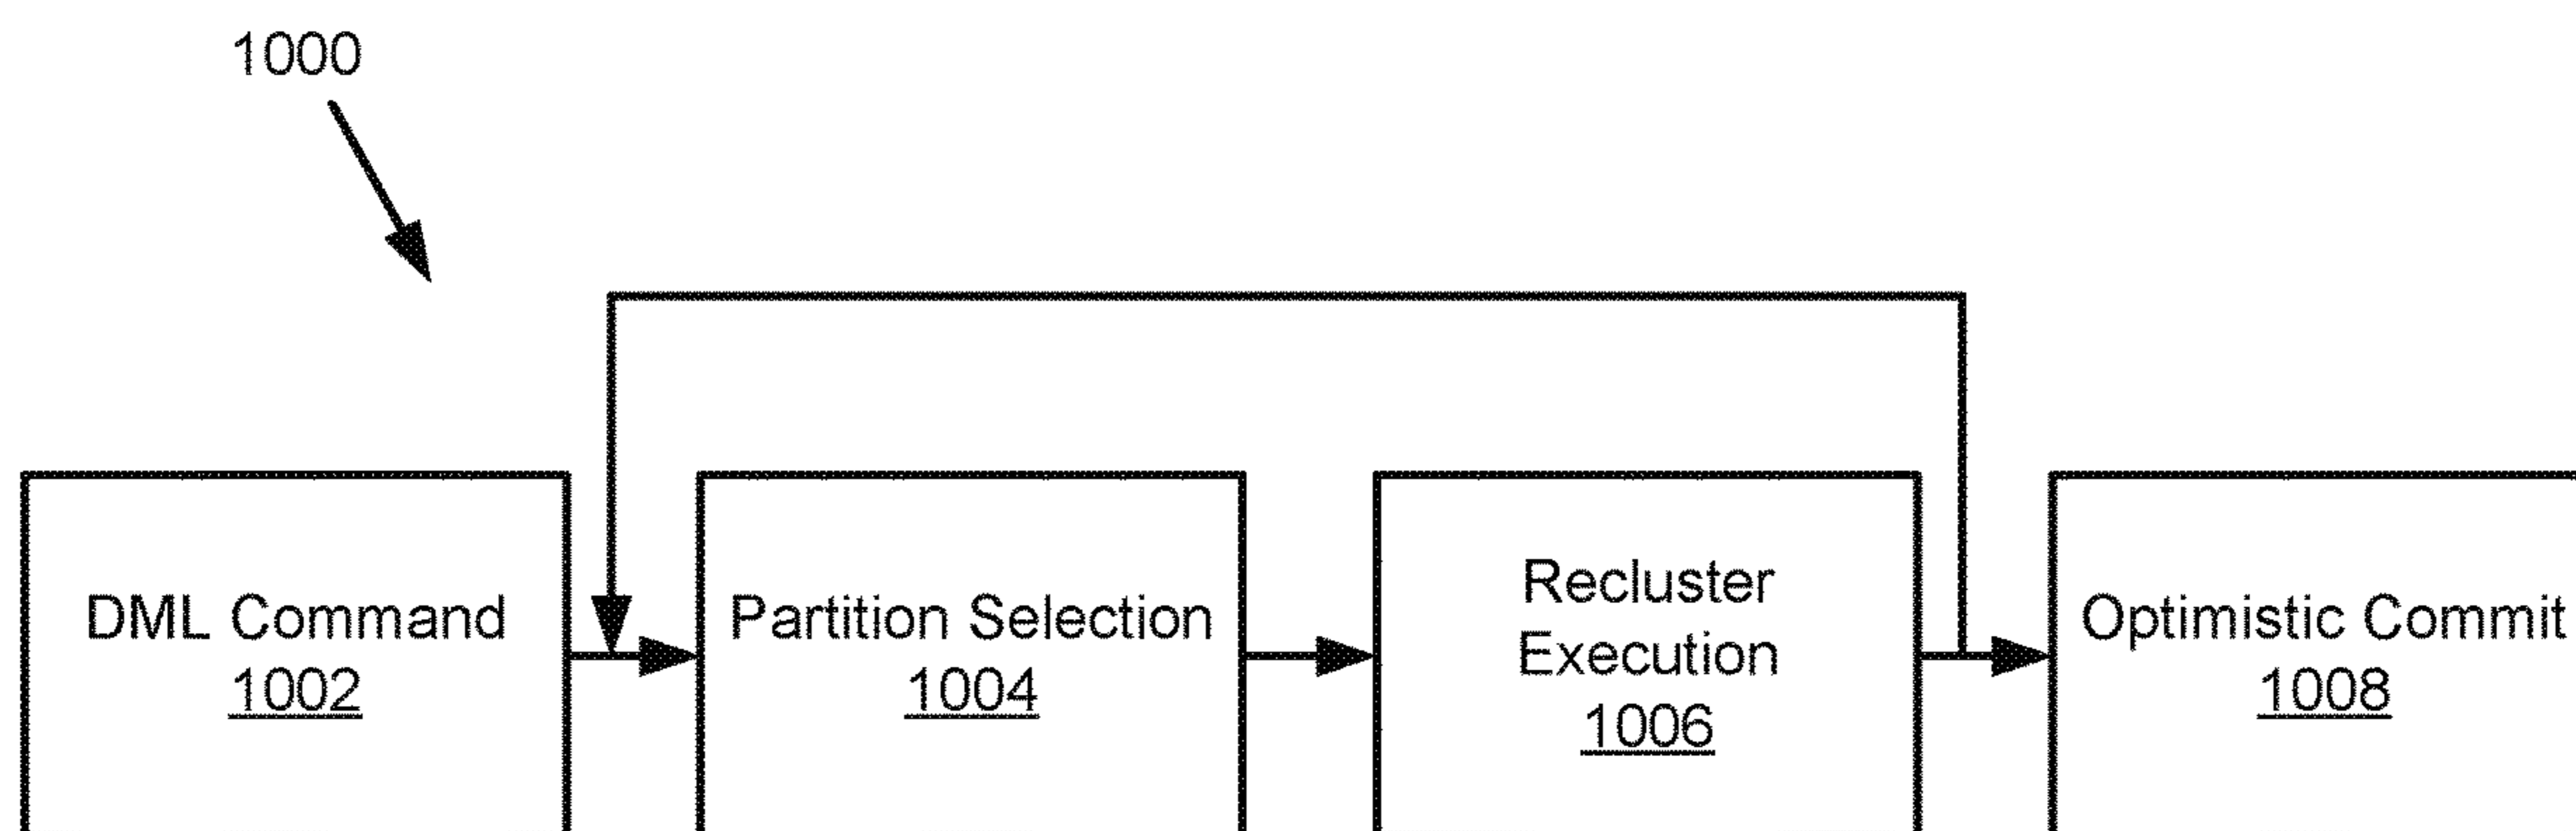 1000
DML Command
1002
Partition Selection
1004
Recluster
Execution
1006
Optimistic Commit
1008